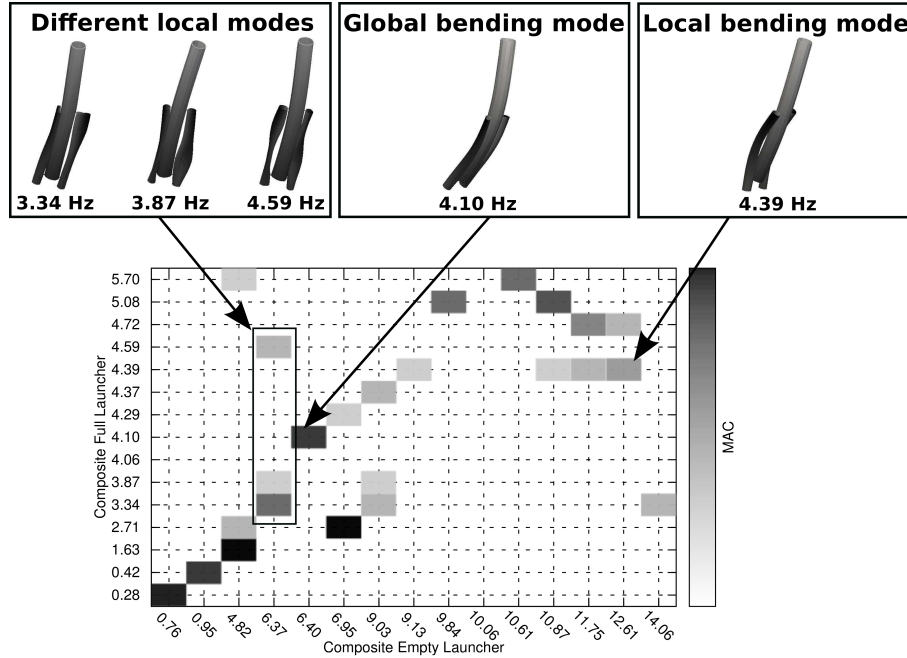 Different local modes
Global bending mode
Local bending mode
3.34 Hz 3.87 Hz 4.59 Hz
4.10 Hz
4.39 Hz
Composite Full Launcher
5.70
5.08
4.72
4.59
4.39
4.37
4.29
4.10
4.06
3.87
3.34
2.71
1.63
0.42
0.28
0.76 0.95 4.82 6.37 6.40 6.95 9.03 9.13 9.84 10.06 10.61 10.87 11.75 12.61 14.06
Composite Empty Launcher
MAC